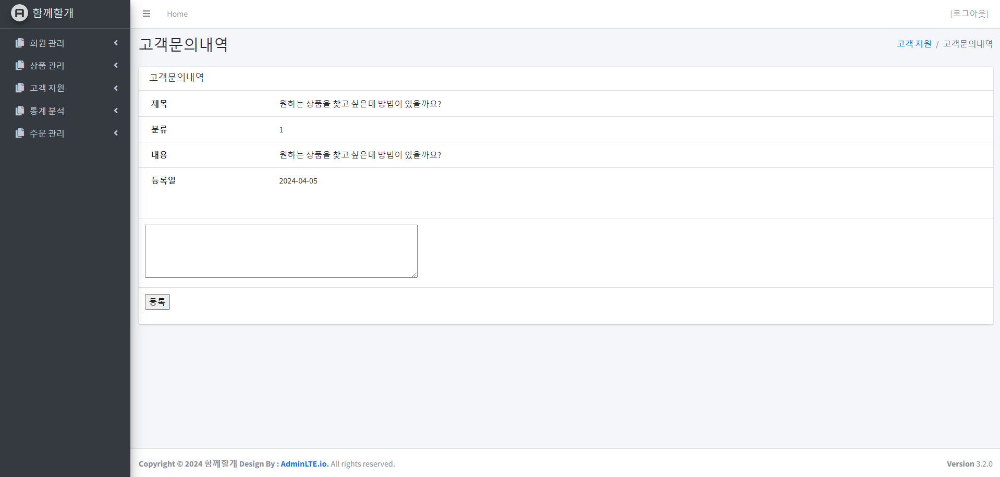 함께할개
Home
[로그아웃]
회원 관리
상품 관리
고객 지원
통계 분석
주문 관리
고객문의내역
고객 지원 / 고객문의내역
고객문의내역
제목 원하는 상품을 찾고 싶은데 방법이 있을까요?
분류 1
내용 원하는 상품을 찾고 싶은데 방법이 있을까요?
등록일 2024-04-05
등록
Copyright © 2024 함께할개 Design By : AdminLTE.io. All rights reserved.
Version 3.2.0